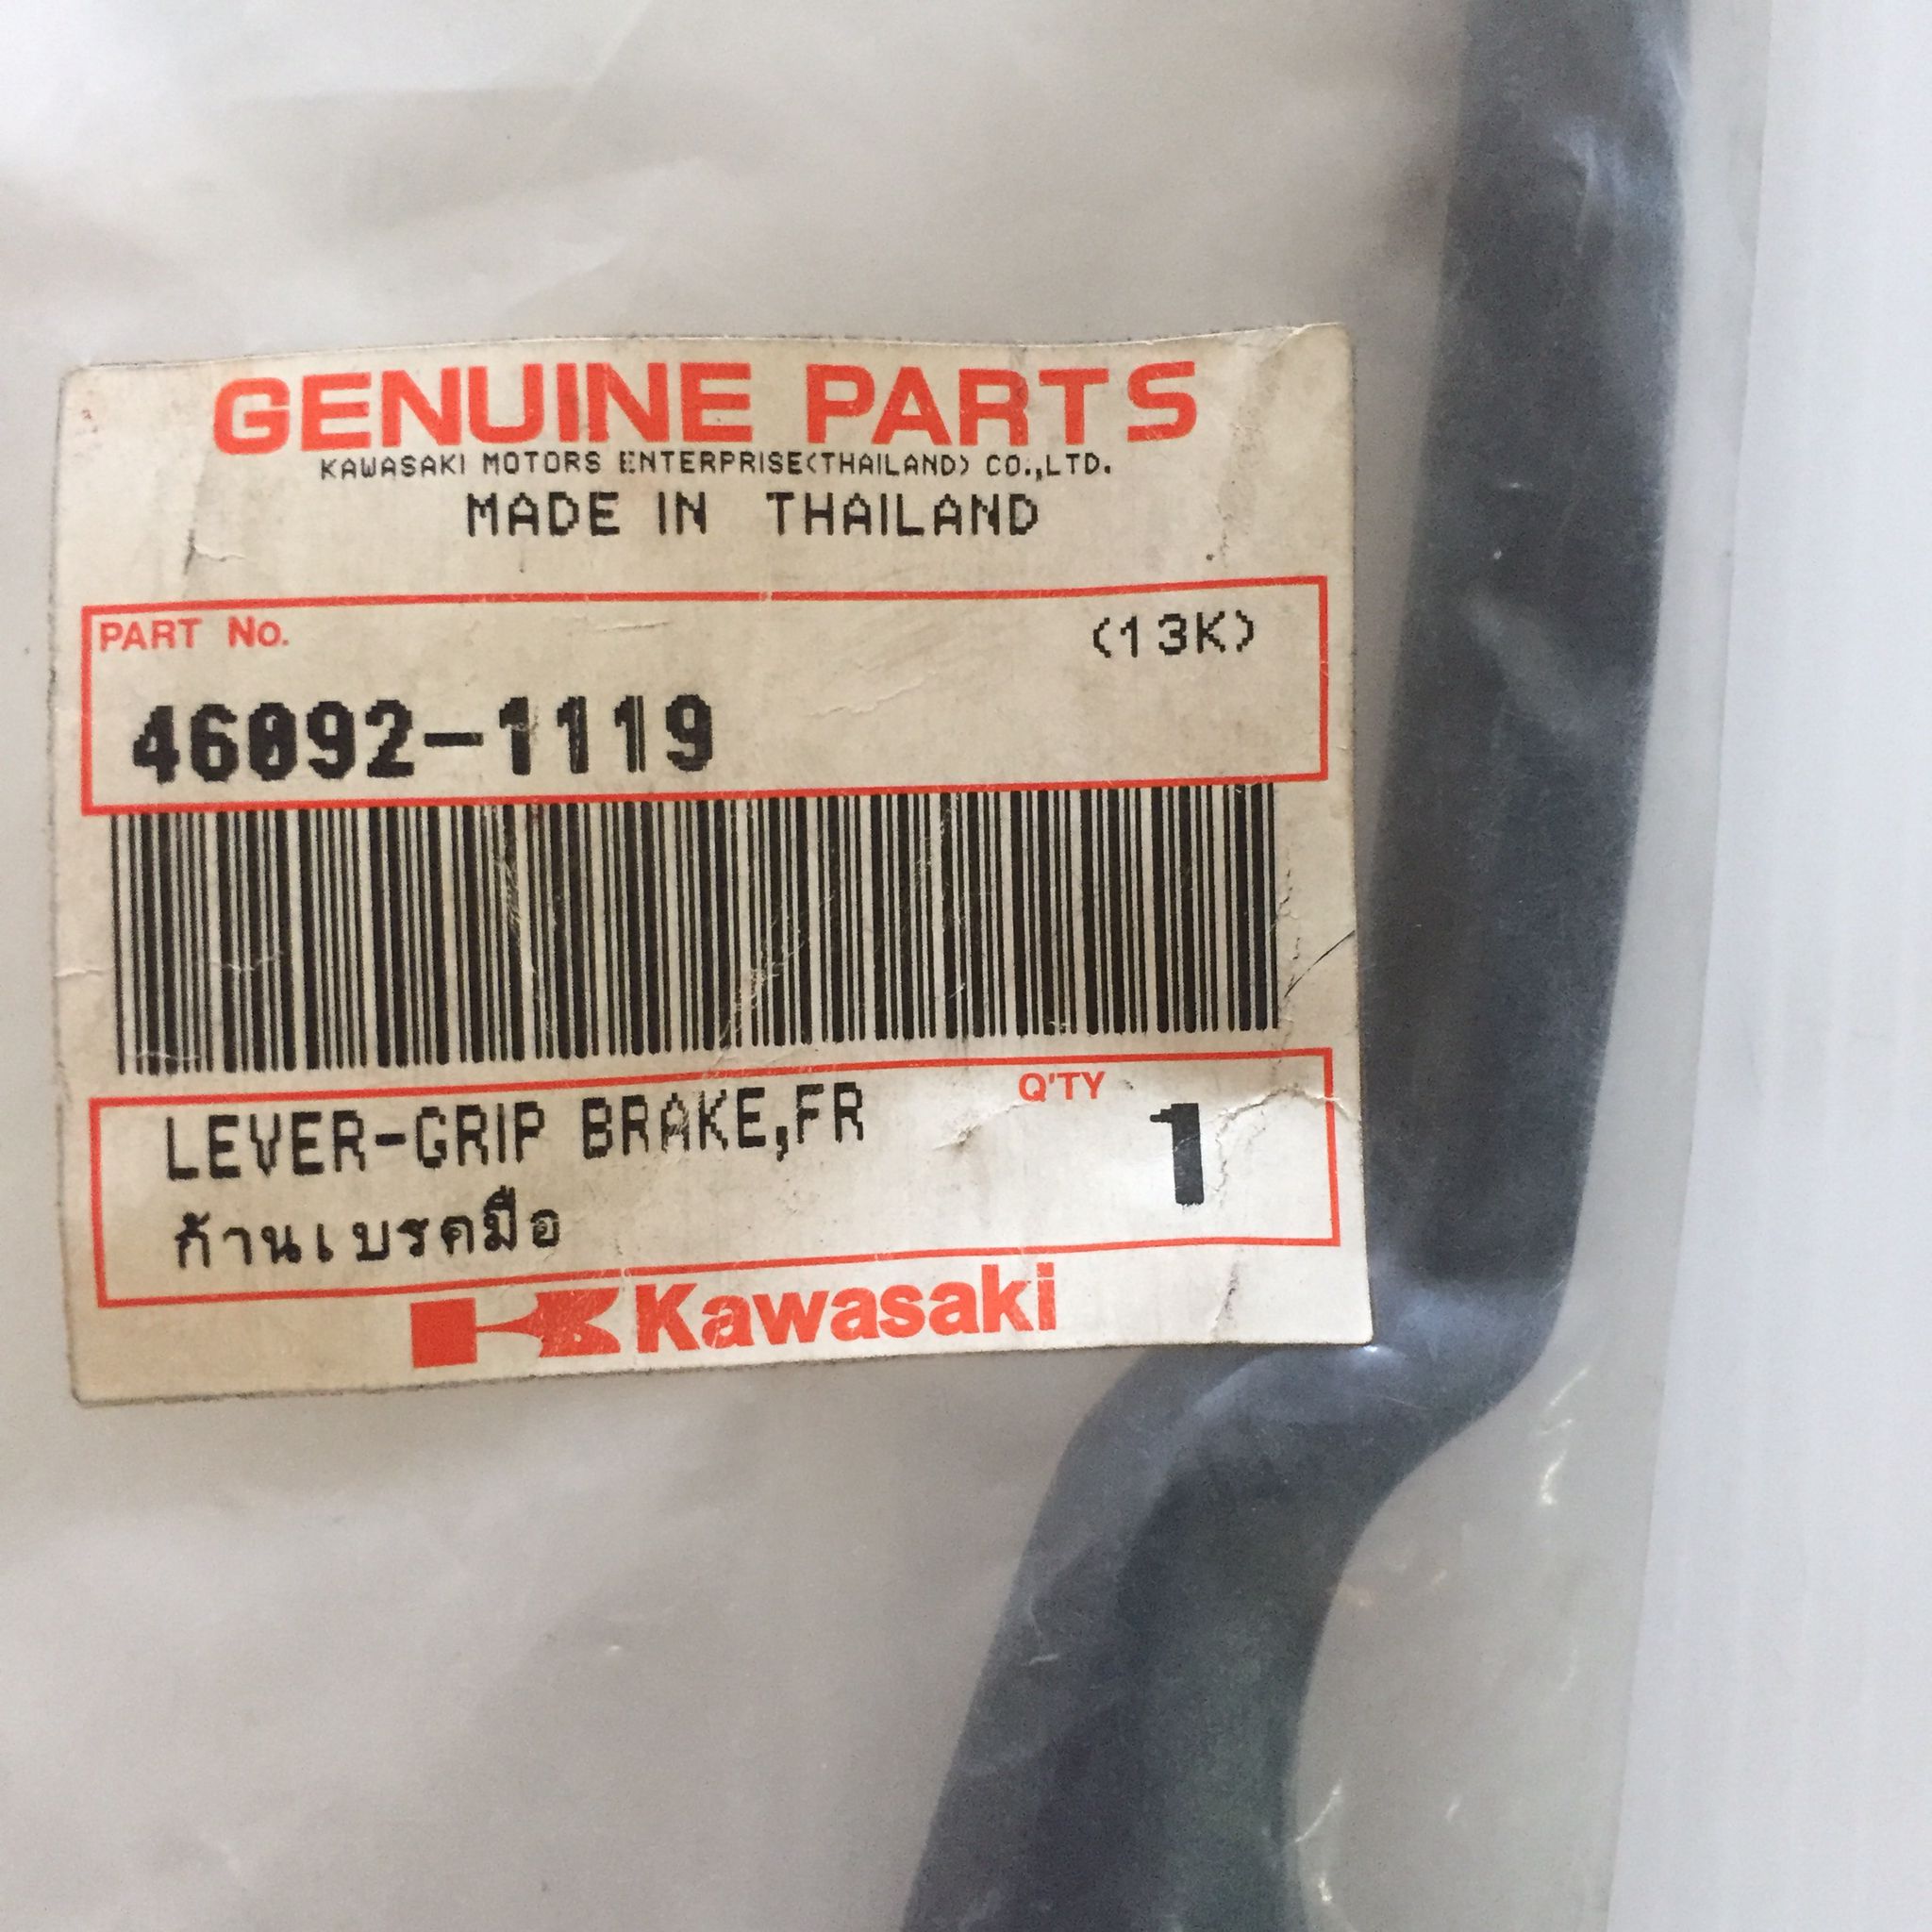 GENUINE PARTS
KAWASAKI MOTORS ENTERPRISE(THAILAND) CO.,LTD.
MADE IN THAILAND
PART No. (13K)
46092-1119
LEVER-GRIP BRAKE,FR
Q'TY 1
ก้านเบรคมือ
Kawasaki